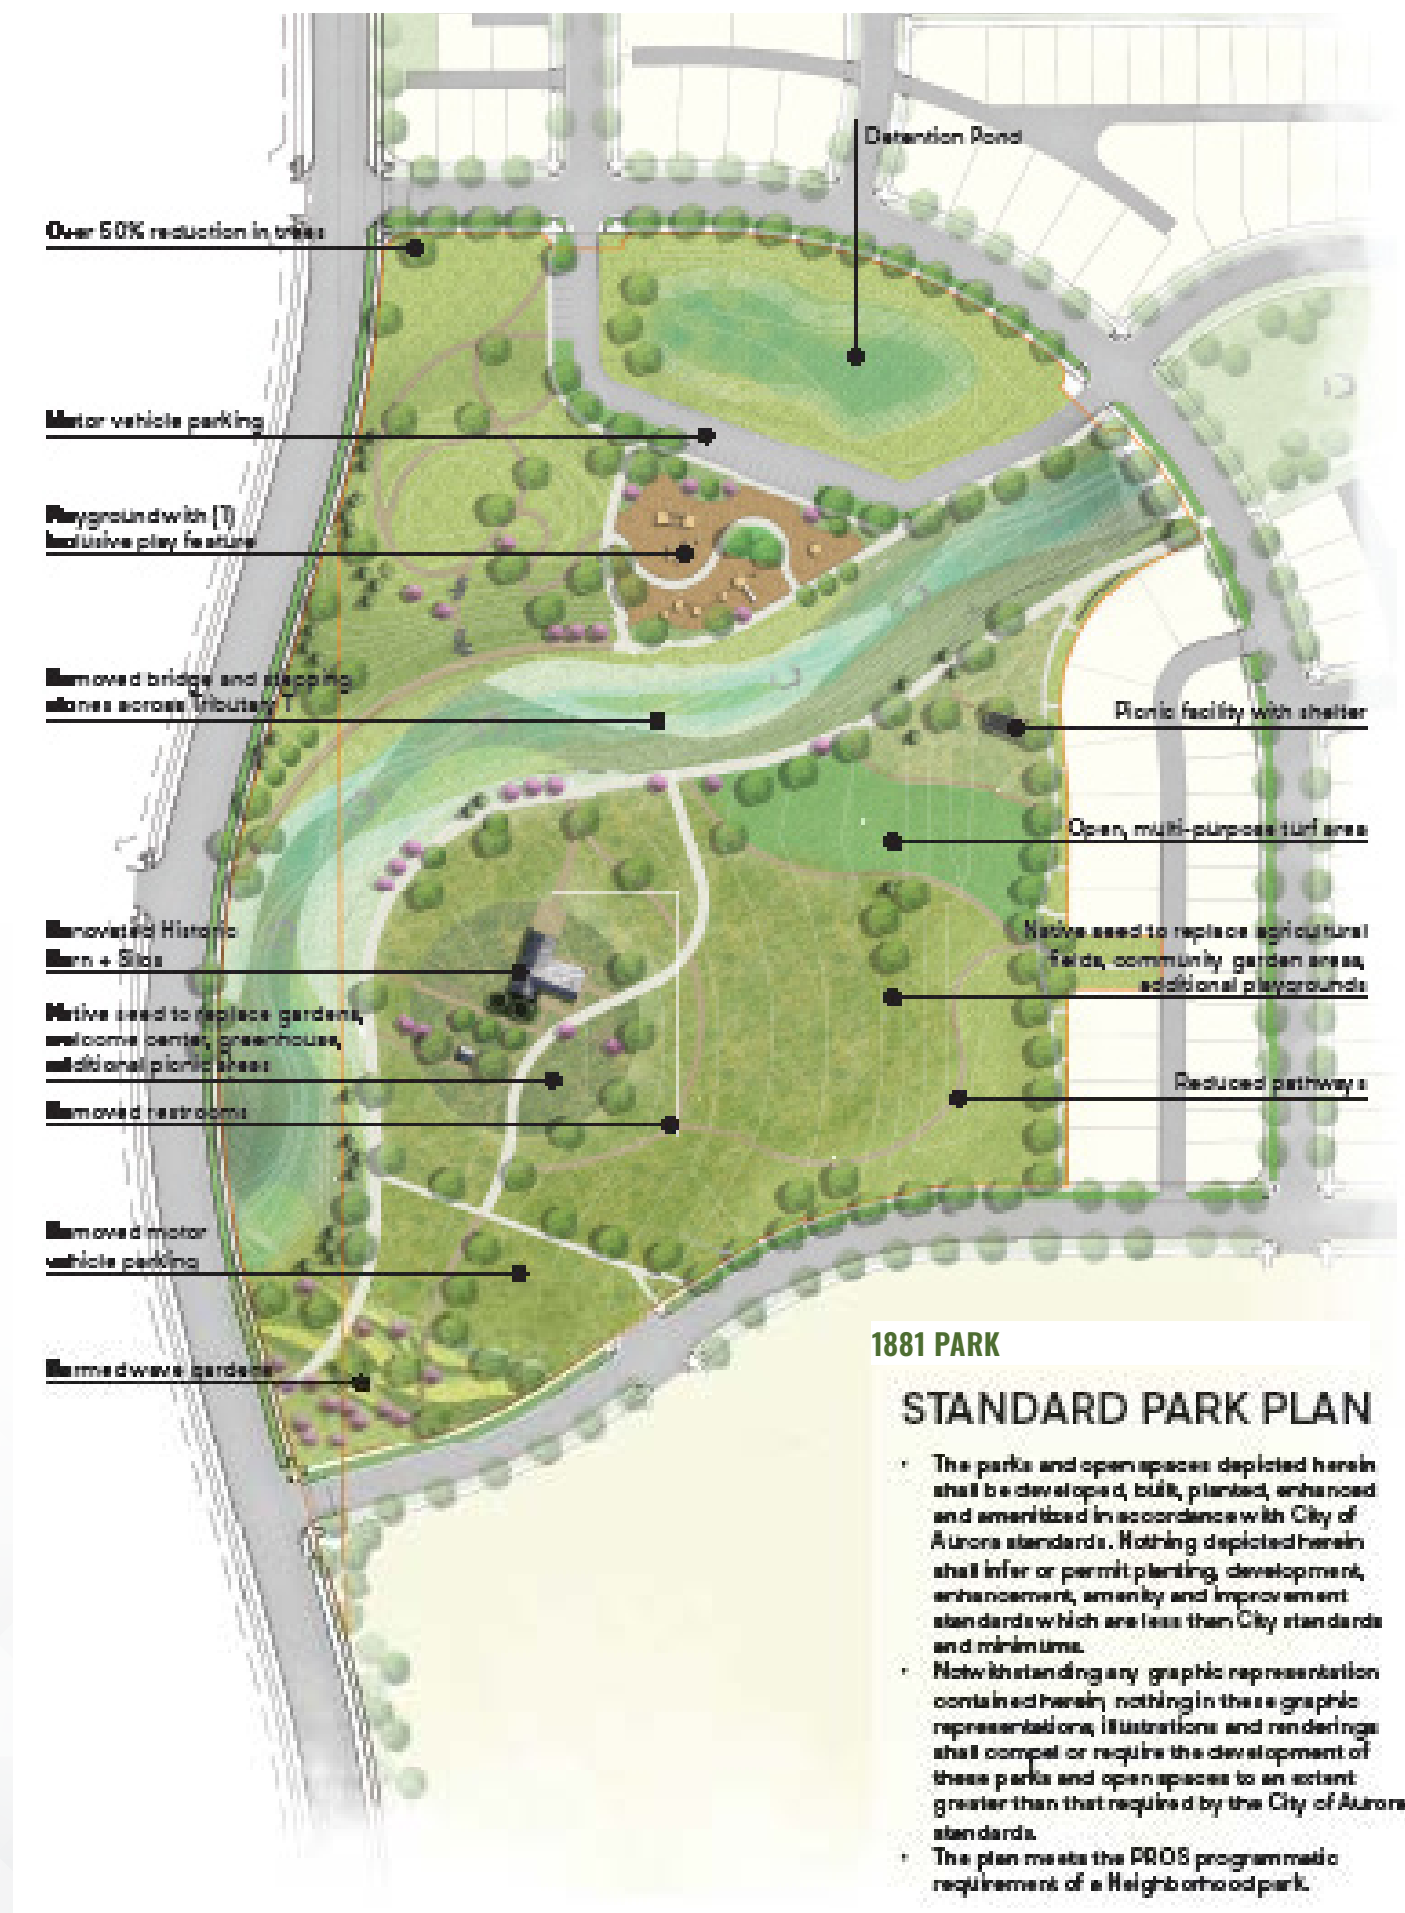 Detention Pond
Over 50% reduction in trees
Motor vehicle parking
Playground with (1)
inclusive play feature
Removed bridge and stepping
stones across Tributary T
Picnic facility with shelter
Open, multi-purpose turf area
Renovated Historic
Barn + Silos
Native seed to replace agricultural
fields, community garden areas,
additional playgrounds
Native seed to replace gardens,
welcome center, greenhouse,
additional picnic areas
Reduced pathways
Removed restrooms
Removed motor
vehicle parking
Bermed wave gardens
1881 PARK
STANDARD PARK PLAN
• The parks and open spaces depicted herein
shall be developed, built, planted, enhanced
and amenitized in accordance with City of
Aurora standards. Nothing depicted herein
shall infer or permit planting, development,
enhancement, amenity and improvement
standards which are less than City standards
and minimums.
• Notwithstanding any graphic representation
contained herein, nothing in these graphic
representations, illustrations and renderings
shall compel or require the development of
these parks and open spaces to an extent
greater than that required by the City of Aurora
standards.
• The plan meets the PROS programmatic
requirement of a Neighborhood park.